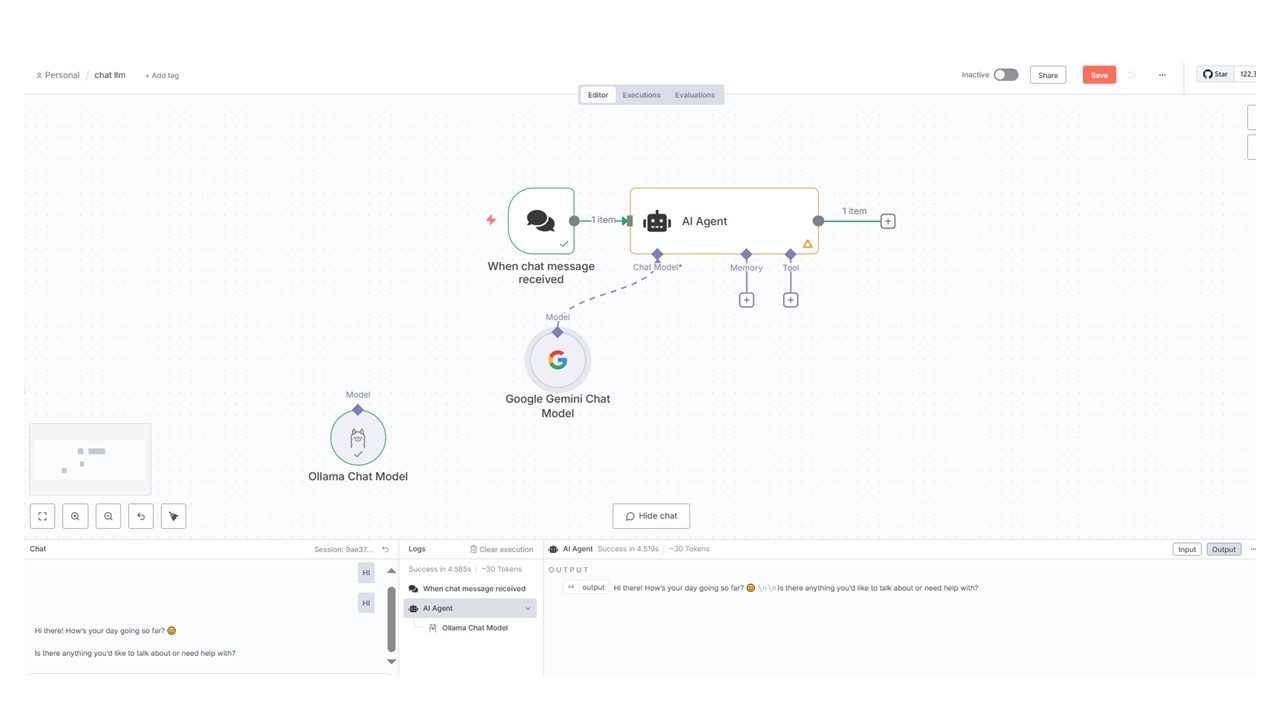 Personal / chat llm + Add tag
Inactive Share Save ... Star 122,3
Editor Executions Evaluations
1 item AI Agent 1 item
When chat message
received
Chat Model* Memory Tool
Model
Google Gemini Chat
Model
Model
Ollama Chat Model
Hide chat
Chat Session: 9ae37...
HI
HI
Hi there! How's your day going so far? 😊
Is there anything you'd like to talk about or need help with?
Logs Clear execution
Success in 4.585s | ~30 Tokens
When chat message received
AI Agent
Ollama Chat Model
AI Agent Success in 4.519s | ~30 Tokens Input Output
OUTPUT
output Hi there! How's your day going so far? 😊 \n\n Is there anything you'd like to talk about or need help with?